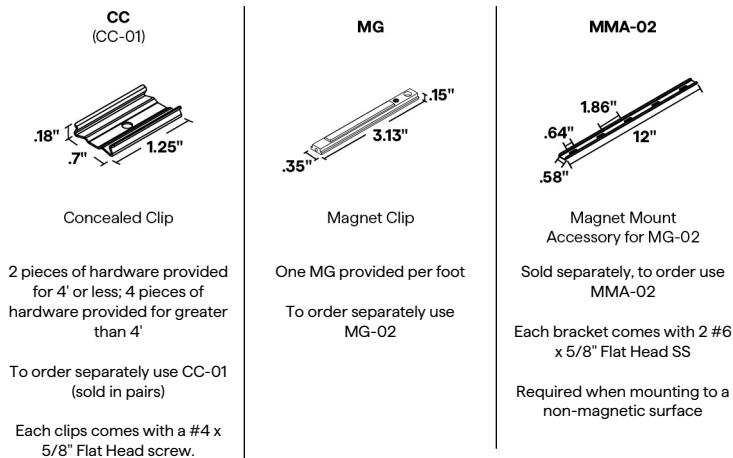 CC
(CC-01)
.18"
.7"
1.25"
Concealed Clip
2 pieces of hardware provided
for 4' or less; 4 pieces of
hardware provided for greater
than 4'
To order separately use CC-01
(sold in pairs)
Each clips comes with a #4 x
5/8" Flat Head screw.
MG
.15"
3.13"
.35"
Magnet Clip
One MG provided per foot
To order separately use
MG-02
MMA-02
1.86"
.64"
12"
.58"
Magnet Mount
Accessory for MG-02
Sold separately, to order use
MMA-02
Each bracket comes with 2 #6
x 5/8" Flat Head SS
Required when mounting to a
non-magnetic surface